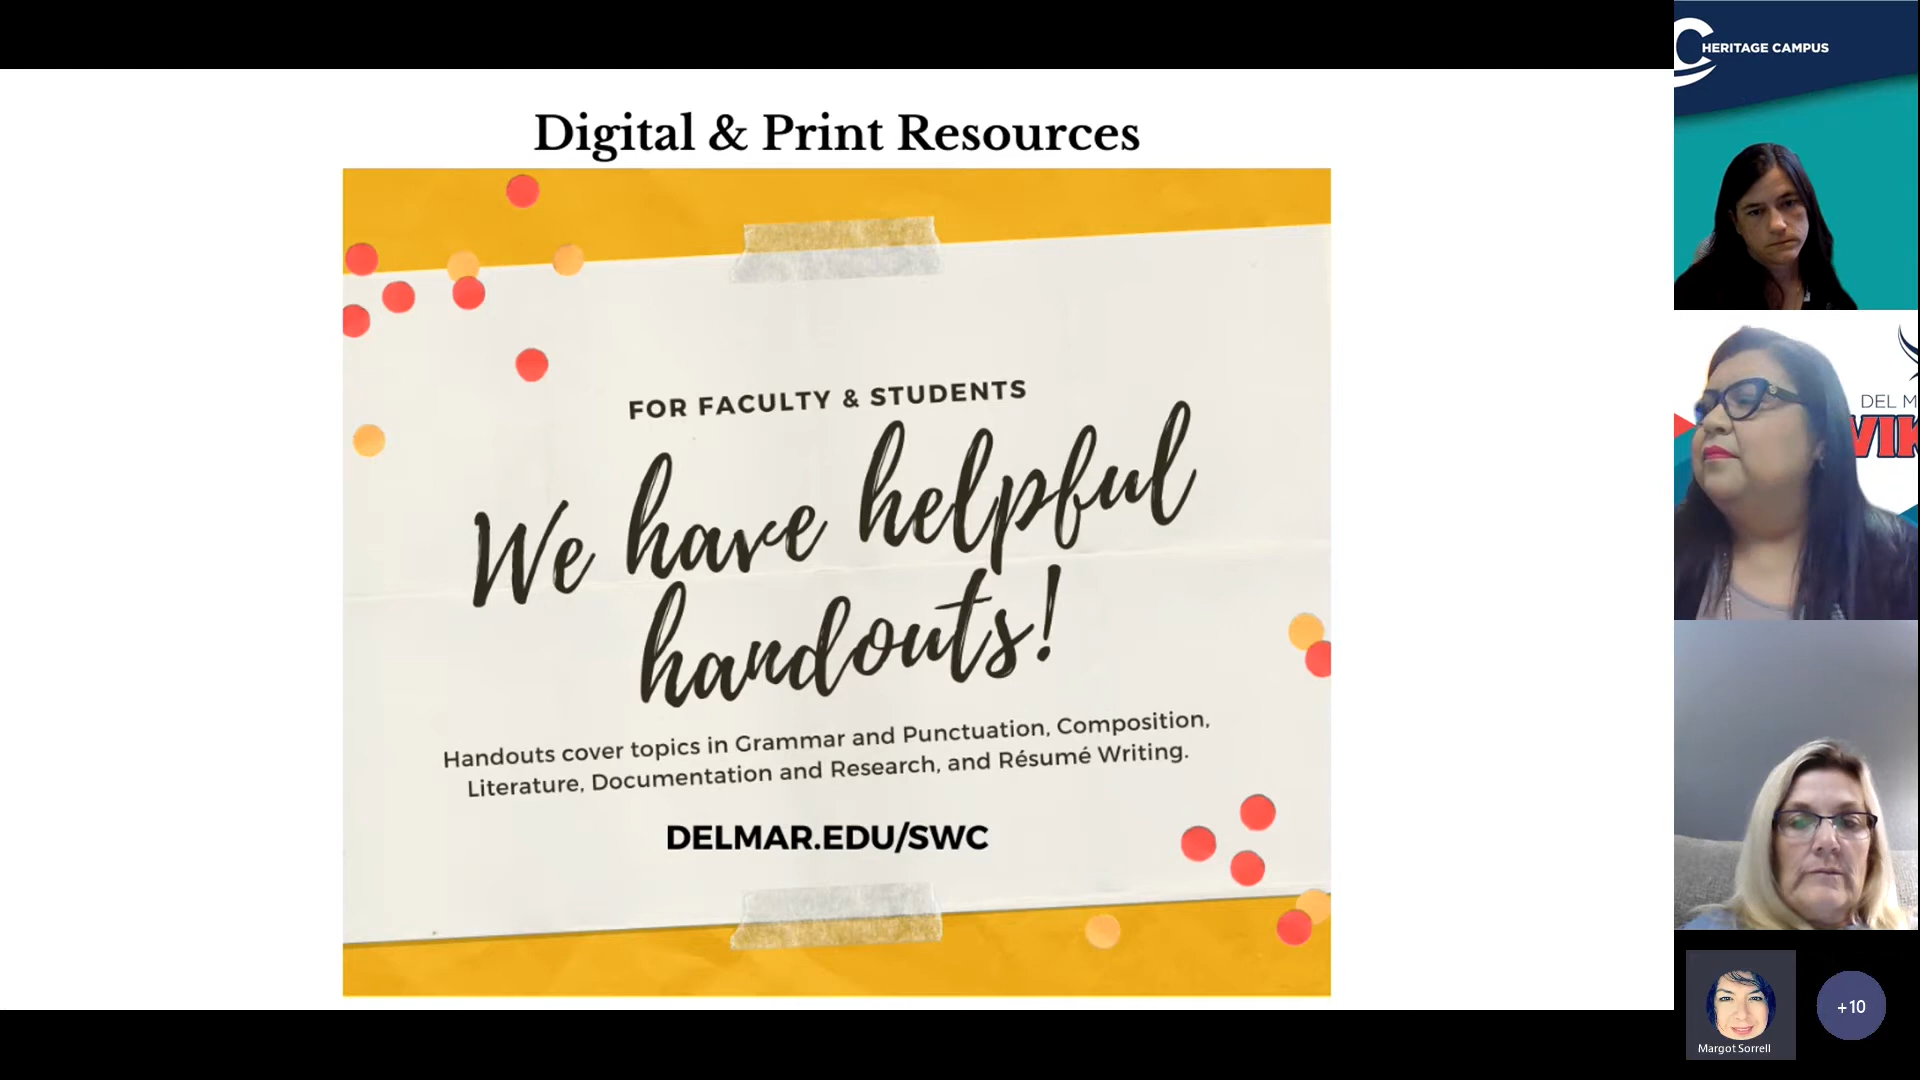 Digital & Print Resources
FOR FACULTY & STUDENTS
We have helpful
handouts!
Handouts cover topics in Grammar and Punctuation, Composition,
Literature, Documentation and Research, and Résumé Writing.
DELMAR.EDU/SWC
HERITAGE CAMPUS
DEL M
VIK
Margot Sorrell
+10